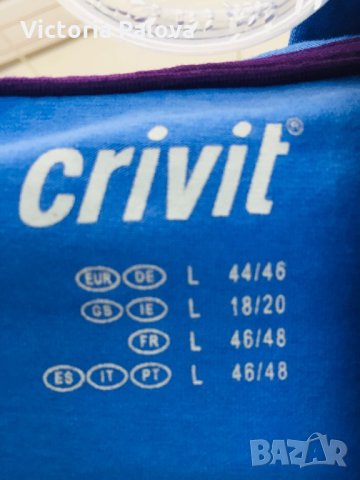 Victoria Palova
crivit®
EUR DE L 44/46
GB IE L 18/20
FR L 46/48
ES IT PT L 46/48
BAZAR